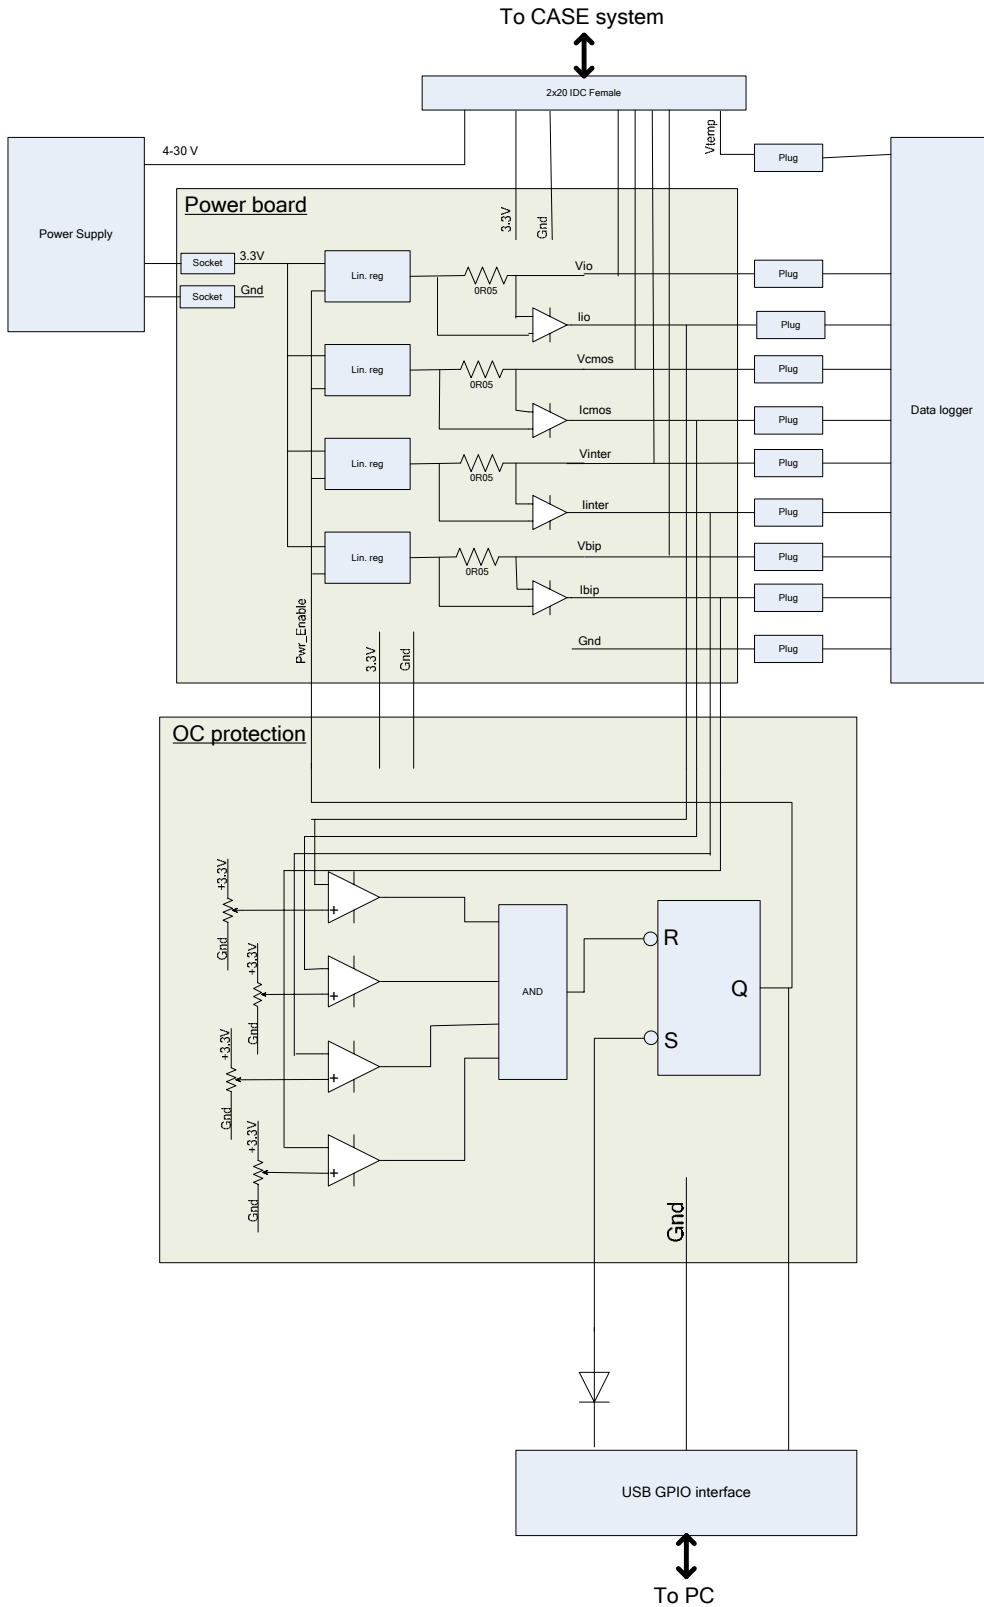 To CASE system
2x20 IDC Female
4-30 V
Vtemp
Plug
Power Supply
Power board
3.3V
Gnd
Socket
3.3V
Lin. reg
0R05
Vio
Plug
Socket
Gnd
Iio
Plug
Lin. reg
0R05
Vcmos
Plug
Icmos
Plug
Data logger
Lin. reg
0R05
Vinter
Plug
Iinter
Plug
Lin. reg
0R05
Vbip
Plug
Ibip
Plug
Pwr_Enable
3.3V
Gnd
Gnd
Plug
OC protection
+3.3V
+
Gnd
+3.3V
+
Gnd
+3.3V
+
Gnd
+3.3V
+
Gnd
AND
R
Q
S
Gnd
USB GPIO interface
To PC